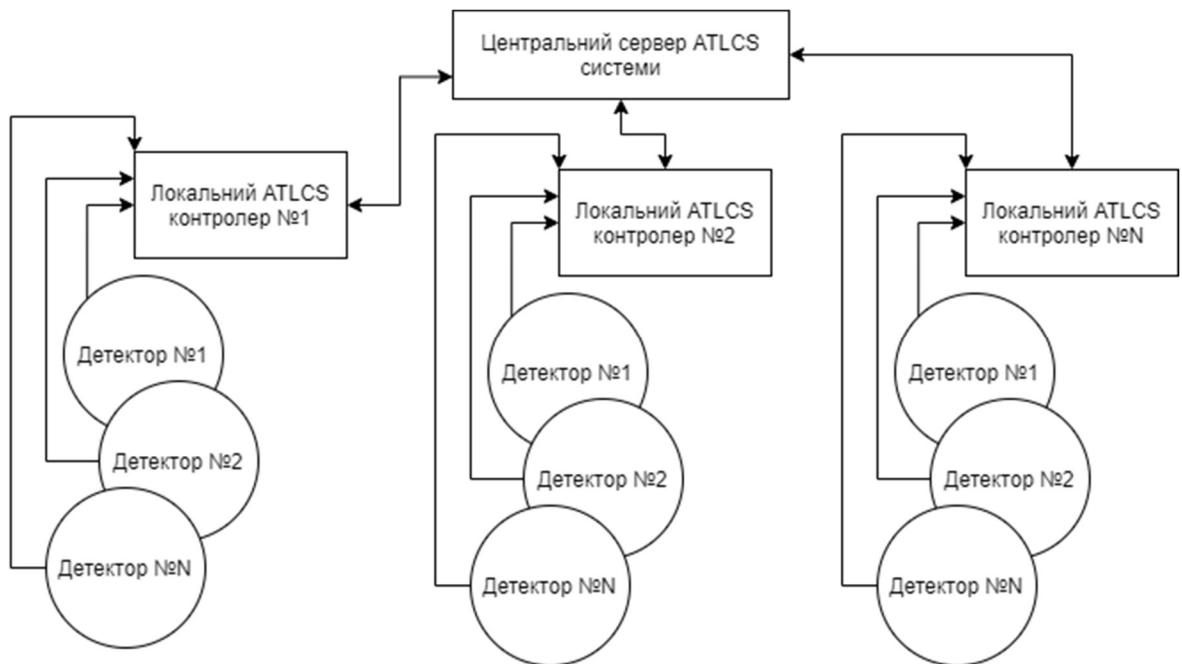 Центральний сервер ATLCS
системи
Локальний ATLCS
контролер №1
Локальний ATLCS
контролер №2
Локальний ATLCS
контролер №N
Детектор №1
Детектор №2
Детектор №N
Детектор №1
Детектор №2
Детектор №N
Детектор №1
Детектор №2
Детектор №N